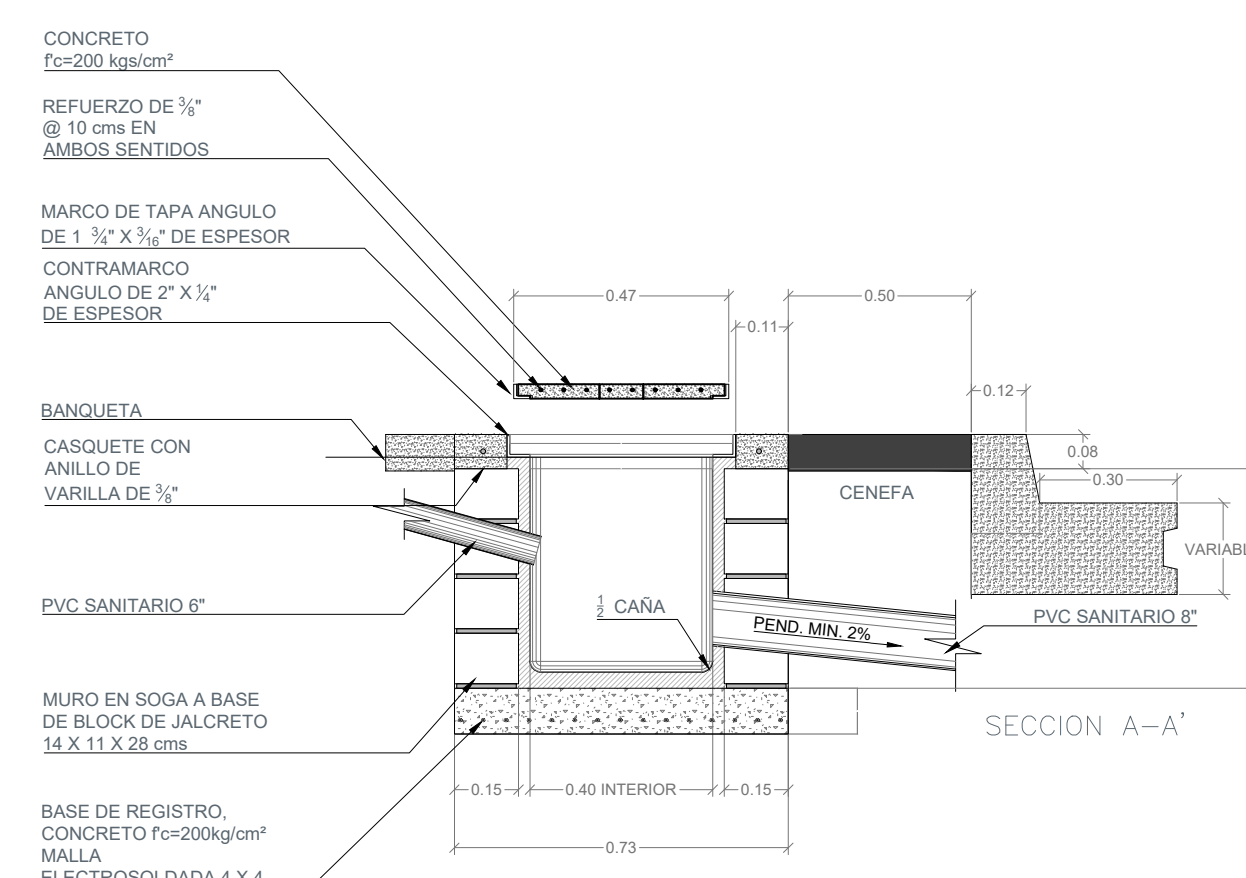 CONCRETO
f'c=200 kgs/cm²
REFUERZO DE 3/8"
@ 10 cms EN
AMBOS SENTIDOS
MARCO DE TAPA ANGULO
DE 1 3/4" X 3/16" DE ESPESOR
CONTRAMARCO
ANGULO DE 2" X 1/4"
DE ESPESOR
0.47
0.50
0.11
0.12
BANQUETA
CASQUETE CON
ANILLO DE
VARILLA DE 3/8"
0.08
0.30
CENEFA
VARIABL
PVC SANITARIO 6"
1/2 CAÑA
PEND. MIN. 2%
PVC SANITARIO 8"
MURO EN SOGA A BASE
DE BLOCK DE JALCRETO
14 X 11 X 28 cms
SECCION A-A'
0.15
0.40 INTERIOR
0.15
0.73
BASE DE REGISTRO,
CONCRETO f'c=200kg/cm²
MALLA
ELECTROSOLDADA 4 X 4